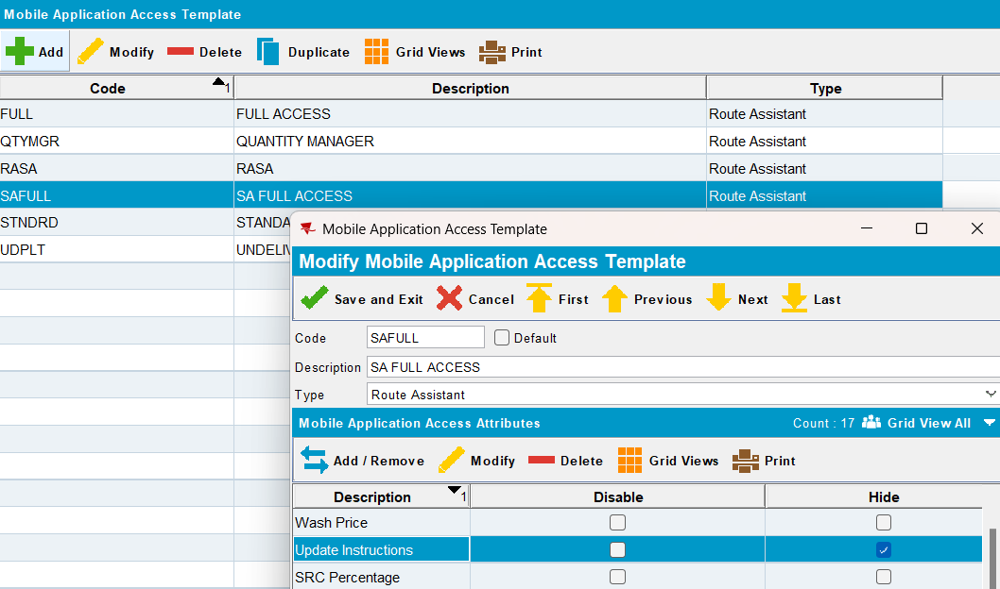 Mobile Application Access Template
Add Modify Delete Duplicate Grid Views Print
Code 1 Description Type
FULL FULL ACCESS Route Assistant
QTYMGR QUANTITY MANAGER Route Assistant
RASA RASA Route Assistant
SAFULL SA FULL ACCESS Route Assistant
STNDRD STANDA
UDPLT UNDELIV
Mobile Application Access Template
Modify Mobile Application Access Template
Save and Exit Cancel First Previous Next Last
Code SAFULL Default
Description SA FULL ACCESS
Type Route Assistant
Mobile Application Access Attributes Count : 17 Grid View All
Add / Remove Modify Delete Grid Views Print
Description 1 Disable Hide
Wash Price
Update Instructions
SRC Percentage